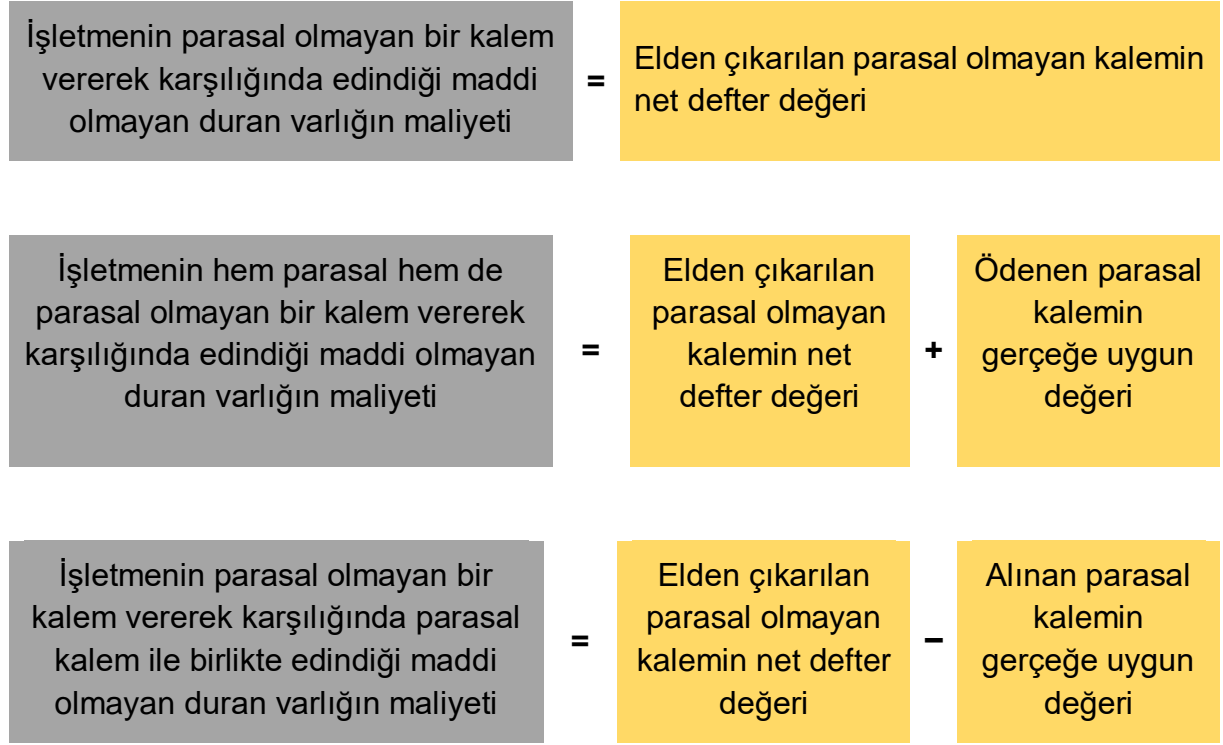 İşletmenin parasal olmayan bir kalem
vererek karşılığında edindiği maddi
olmayan duran varlığın maliyeti
=
Elden çıkarılan parasal olmayan kalemin
net defter değeri
İşletmenin hem parasal hem de
parasal olmayan bir kalem vererek
karşılığında edindiği maddi olmayan
duran varlığın maliyeti
=
Elden çıkarılan
parasal olmayan
kalemin net
defter değeri
+
Ödenen parasal
kalemin
gerçeğe uygun
değeri
İşletmenin parasal olmayan bir
kalem vererek karşılığında parasal
kalem ile birlikte edindiği maddi
olmayan duran varlığın maliyeti
=
Elden çıkarılan
parasal olmayan
kalemin net defter
değeri
−
Alınan parasal
kalemin
gerçeğe uygun
değeri